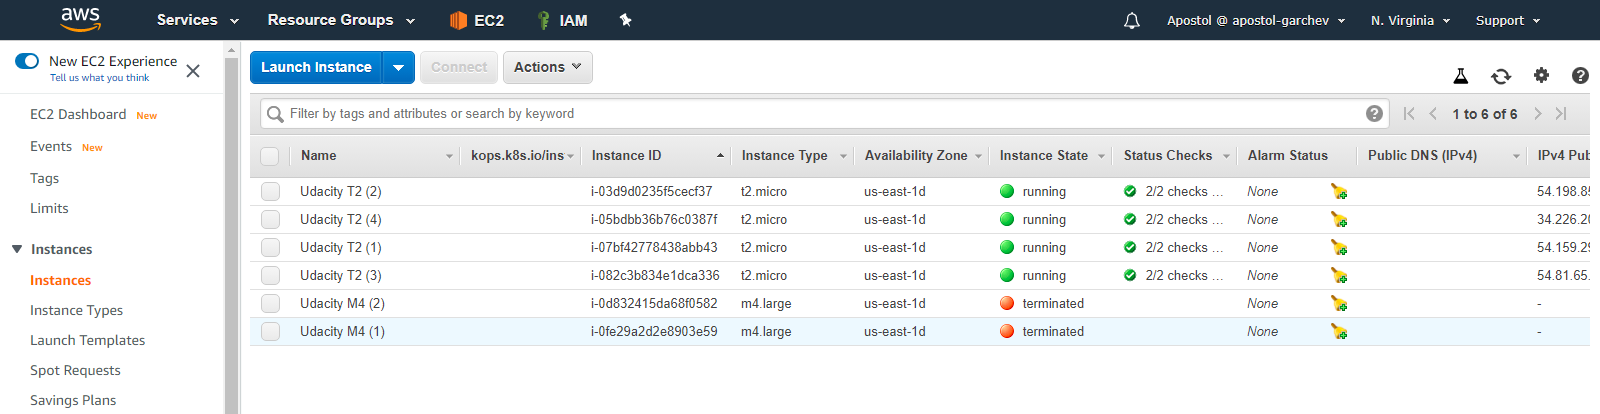 aws Services Resource Groups EC2 IAM Apostol @ apostol-garchev N. Virginia Support
New EC2 Experience
Tell us what you think
EC2 Dashboard New
Events New
Tags
Limits
Instances
Instances
Instance Types
Launch Templates
Spot Requests
Savings Plans
Launch Instance Connect Actions
Filter by tags and attributes or search by keyword 1 to 6 of 6
Name kops.k8s.io/ins Instance ID Instance Type Availability Zone Instance State Status Checks Alarm Status Public DNS (IPv4) IPv4 Pub
Udacity T2 (2) i-03d9d0235f5cecf37 t2.micro us-east-1d running 2/2 checks ... None 54.198.85
Udacity T2 (4) i-05bdbb36b76c0387f t2.micro us-east-1d running 2/2 checks ... None 34.226.20
Udacity T2 (1) i-07bf42778438abb43 t2.micro us-east-1d running 2/2 checks ... None 54.159.29
Udacity T2 (3) i-082c3b834e1dca336 t2.micro us-east-1d running 2/2 checks ... None 54.81.65.
Udacity M4 (2) i-0d832415da68f0582 m4.large us-east-1d terminated None -
Udacity M4 (1) i-0fe29a2d2e8903e59 m4.large us-east-1d terminated None -